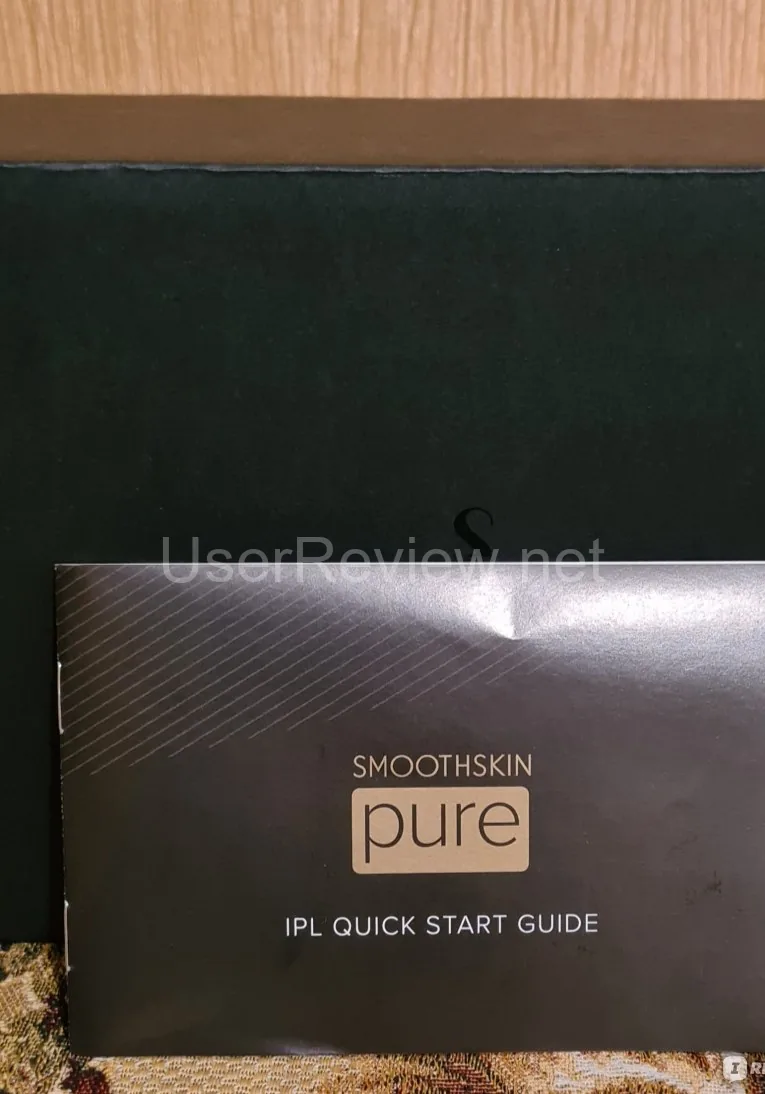 S
UserReview.net
SMOOTHSKIN
pure
IPL QUICK START GUIDE